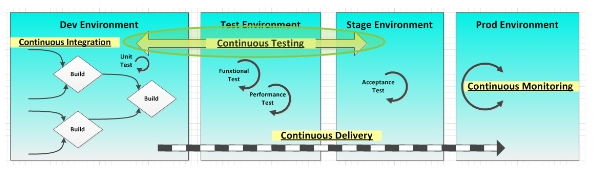 Dev Environment
Test Environment
Stage Environment
Prod Environment
Continuous Integration
Continuous Testing
Unit
Test
Build
Build
Build
Functional
Test
Performance
Test
Acceptance
Test
Continuous Monitoring
Continuous Delivery